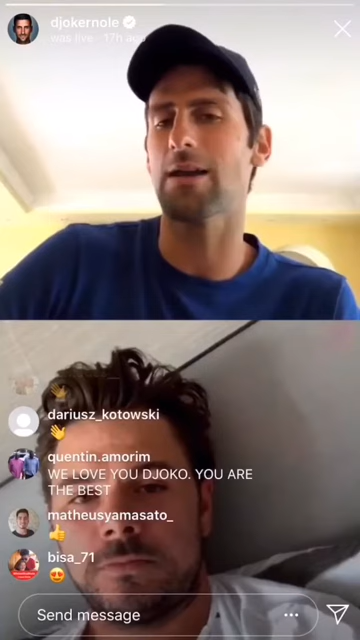 djokernole
was live · 17h ago
dariusz_kotowski
quentin.amorim
WE LOVE YOU DJOKO. YOU ARE
THE BEST
matheusyamasato_
bisa_71
Send message